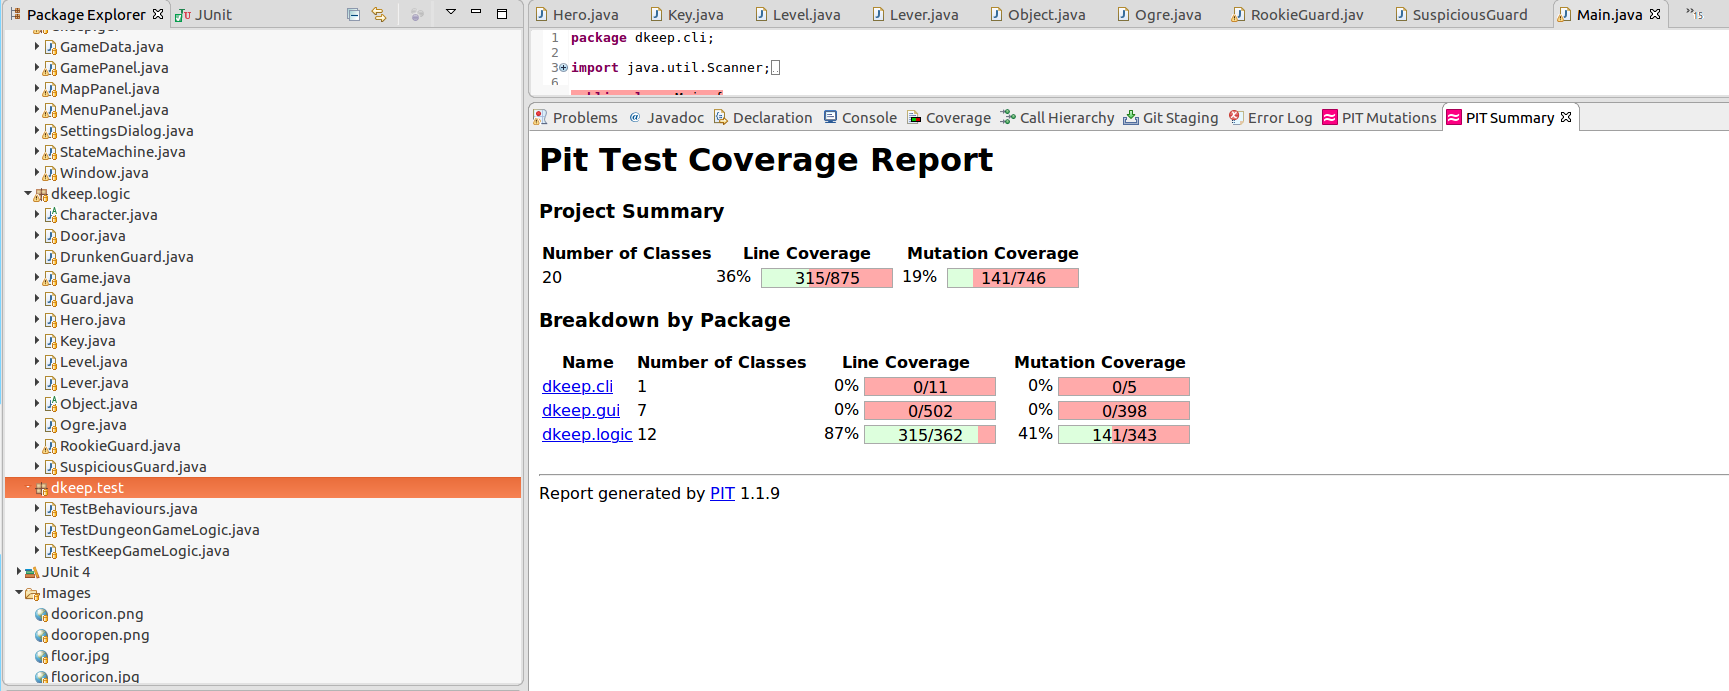 Package Explorer
JUnit
GameData.java
GamePanel.java
MapPanel.java
MenuPanel.java
SettingsDialog.java
StateMachine.java
Window.java
dkeep.logic
Character.java
Door.java
DrunkenGuard.java
Game.java
Guard.java
Hero.java
Key.java
Level.java
Lever.java
Object.java
Ogre.java
RookieGuard.java
SuspiciousGuard.java
dkeep.test
TestBehaviours.java
TestDungeonGameLogic.java
TestKeepGameLogic.java
JUnit 4
Images
dooricon.png
dooropen.png
floor.jpg
flooricon.jpg
Hero.java Key.java Level.java Lever.java Object.java Ogre.java RookieGuard.jav SuspiciousGuard Main.java »15
1 package dkeep.cli;
2
3 import java.util.Scanner;
6
Problems @ Javadoc Declaration Console Coverage Call Hierarchy Git Staging Error Log PIT Mutations PIT Summary
Pit Test Coverage Report
Project Summary
Number of Classes Line Coverage Mutation Coverage
20 36% 315/875 19% 141/746
Breakdown by Package
Name Number of Classes Line Coverage Mutation Coverage
dkeep.cli 1 0% 0/11 0% 0/5
dkeep.gui 7 0% 0/502 0% 0/398
dkeep.logic 12 87% 315/362 41% 141/343
Report generated by PIT 1.1.9